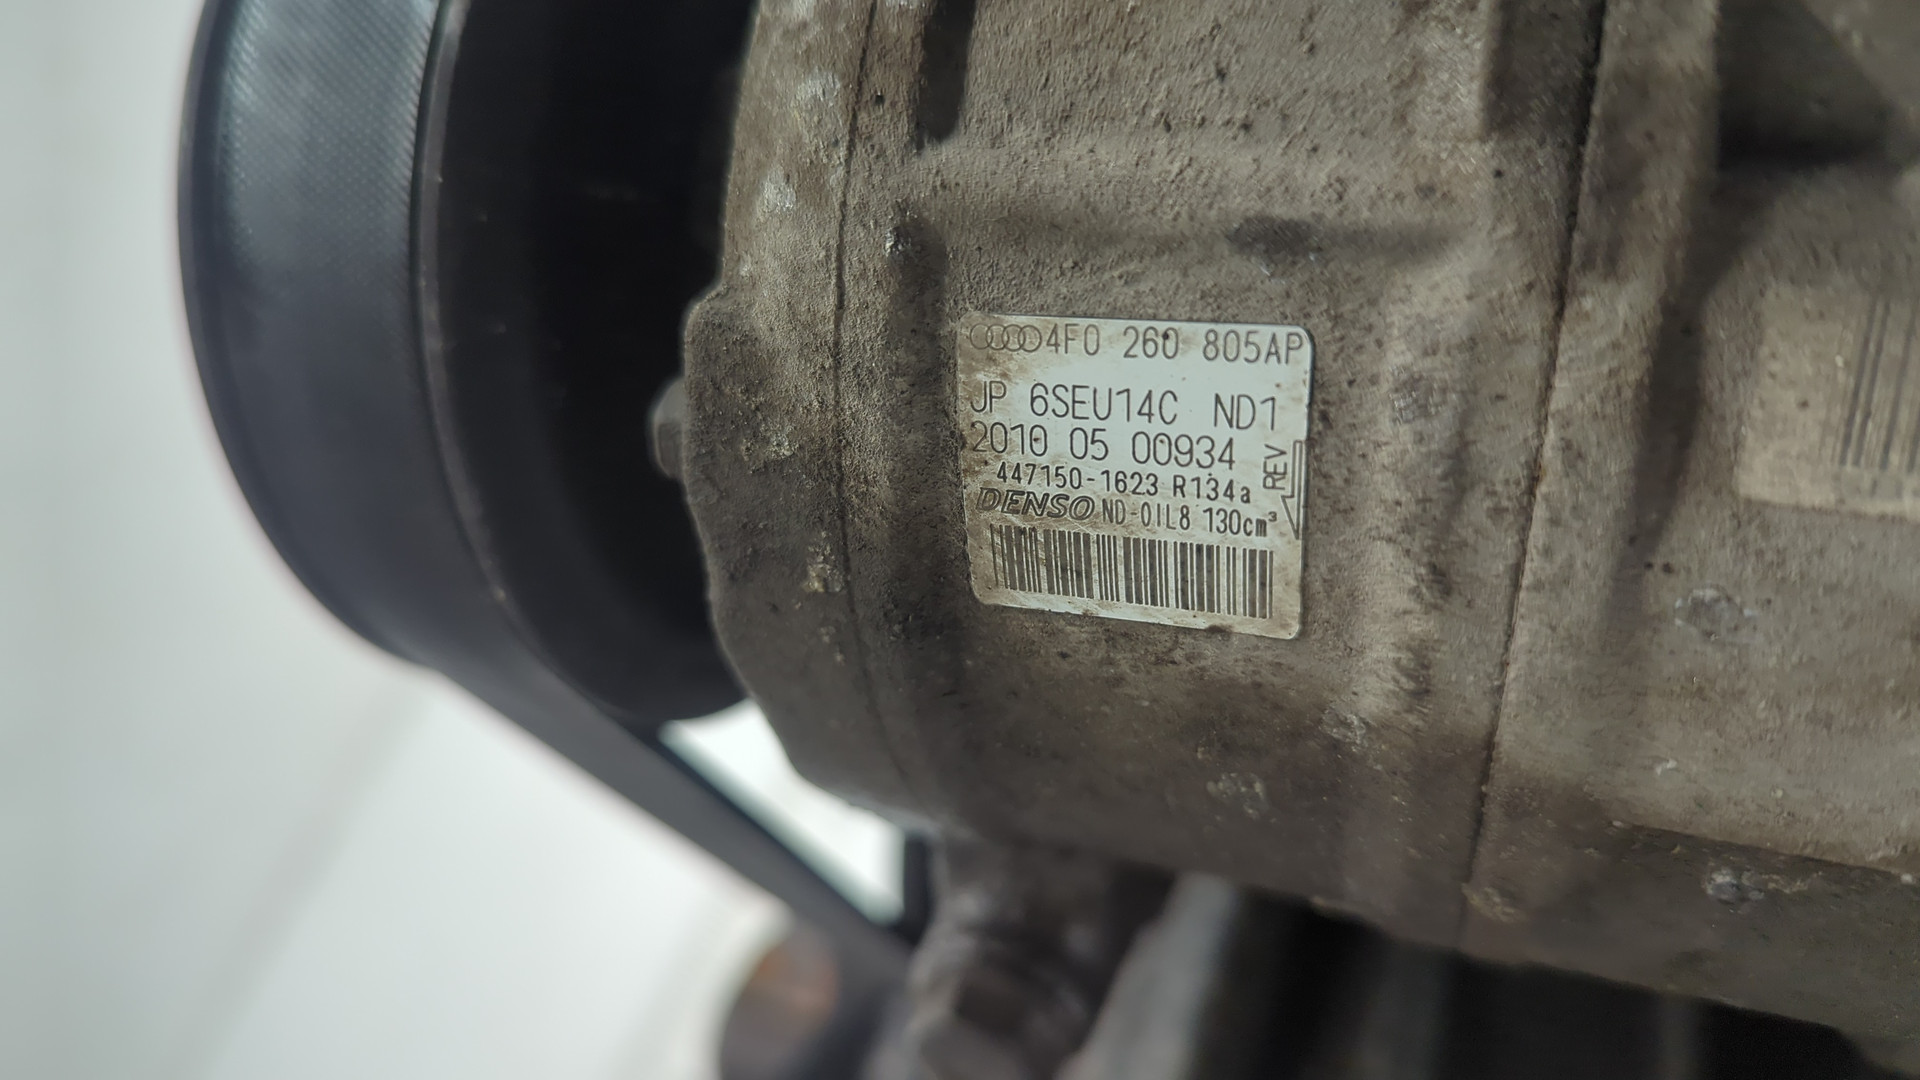 4F0 260 805AP
JP 6SEU14C ND1
2010 05 00934
447150-1623 R134a
DENSO ND-OIL8 130cm³
REV